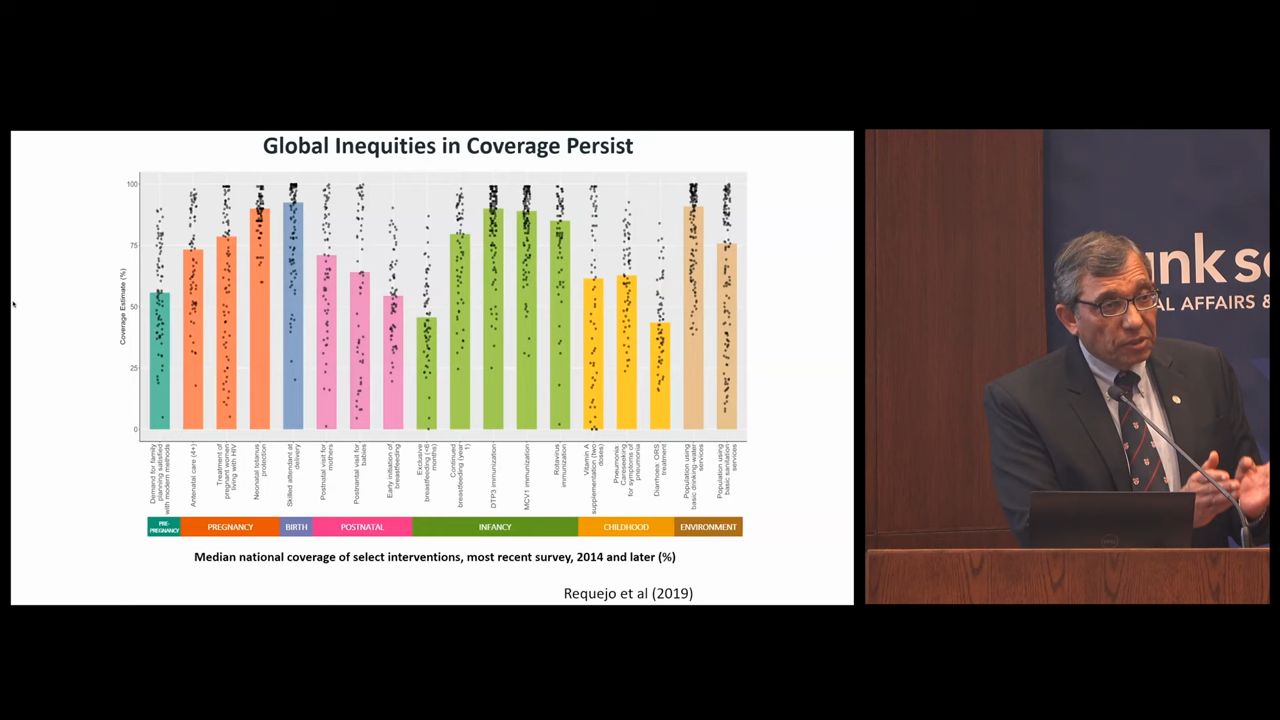 Global Inequities in Coverage Persist
100
75
50
25
0
Coverage Estimate (%)
Demand for family
planning satisfied
with modern methods
Antenatal care (4+)
Treatment of
pregnant women
living with HIV
Neonatal tetanus
protection
Skilled attendant at
delivery
Postnatal visit for
mothers
Postnantal visit for
babies
Early initiation of
breastfeeding
Exclusive
breastfeeding (<6
months)
Continued
breastfeeding (year
1)
DTP3 immunization
MCV1 immunization
Rotavirus
immunization
Vitamin A
supplementation (two
doses)
Pneumonia:
Careseeking
for symptoms of
pneumonia
Diarrhoea: ORS
treatment
Population using
basic drinking-water
services
Population using
basic sanitation
services
PRE-
PREGNANCY
PREGNANCY
BIRTH
POSTNATAL
INFANCY
CHILDHOOD
ENVIRONMENT
Median national coverage of select interventions, most recent survey, 2014 and later (%)
Requejo et al (2019)
unk sc
AL AFFAIRS &
DELL